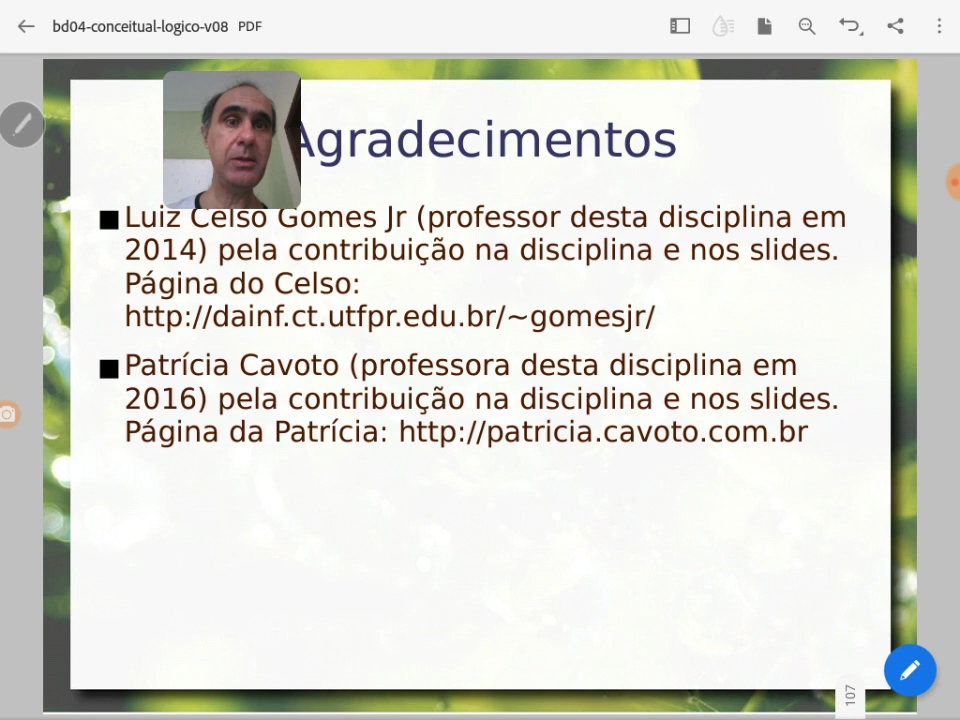 bd04-conceitual-logico-v08 PDF
Agradecimentos
Luiz Celso Gomes Jr (professor desta disciplina em
2014) pela contribuição na disciplina e nos slides.
Página do Celso:
http://dainf.ct.utfpr.edu.br/~gomesjr/
Patrícia Cavoto (professora desta disciplina em
2016) pela contribuição na disciplina e nos slides.
Página da Patrícia: http://patricia.cavoto.com.br
107